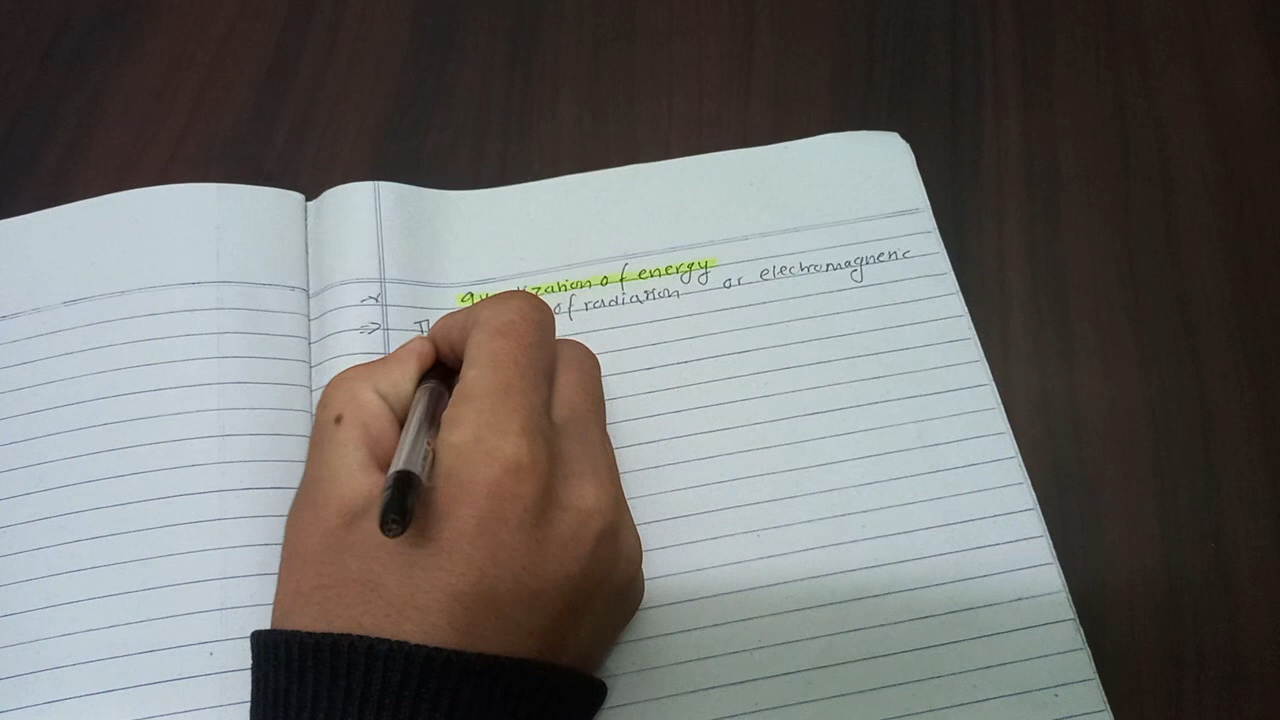 of energy
of radiation or electromagnetic